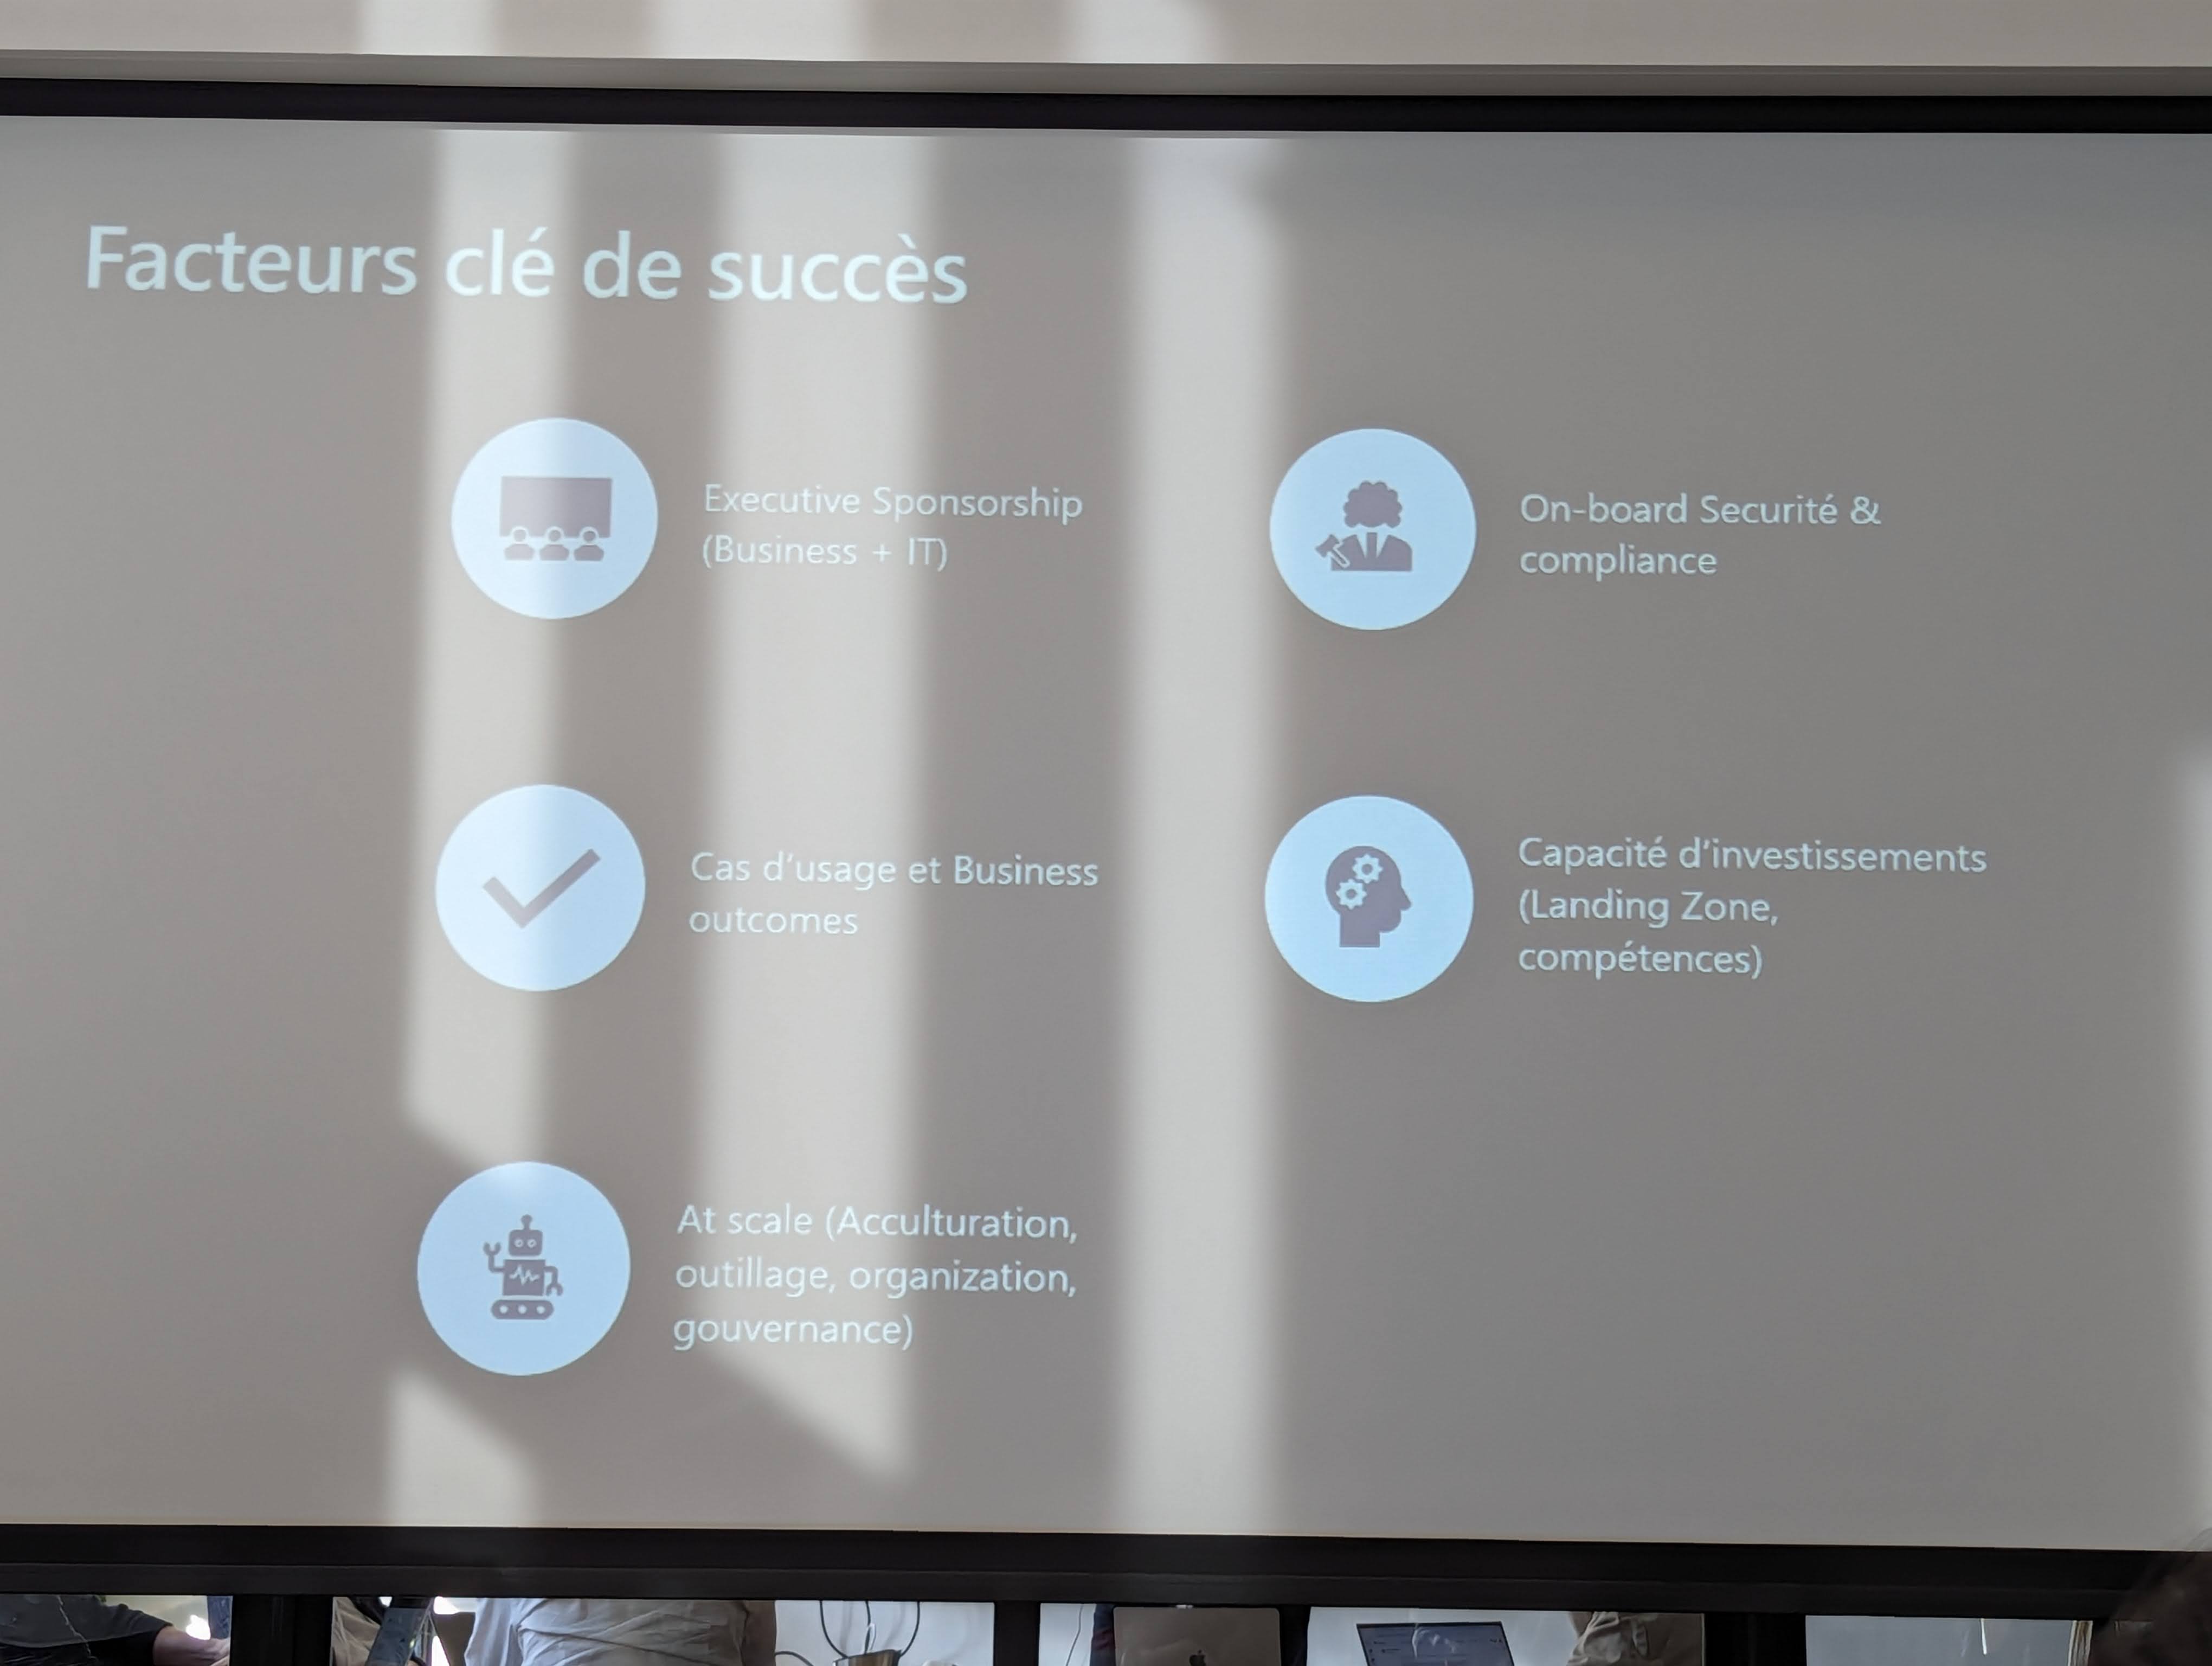 Facteurs clé de succès
Executive Sponsorship
(Business + IT)
On-board Securité &
compliance
Cas d'usage et Business
outcomes
Capacité d'investissements
(Landing Zone,
compétences)
At scale (Acculturation,
outillage, organization,
gouvernance)